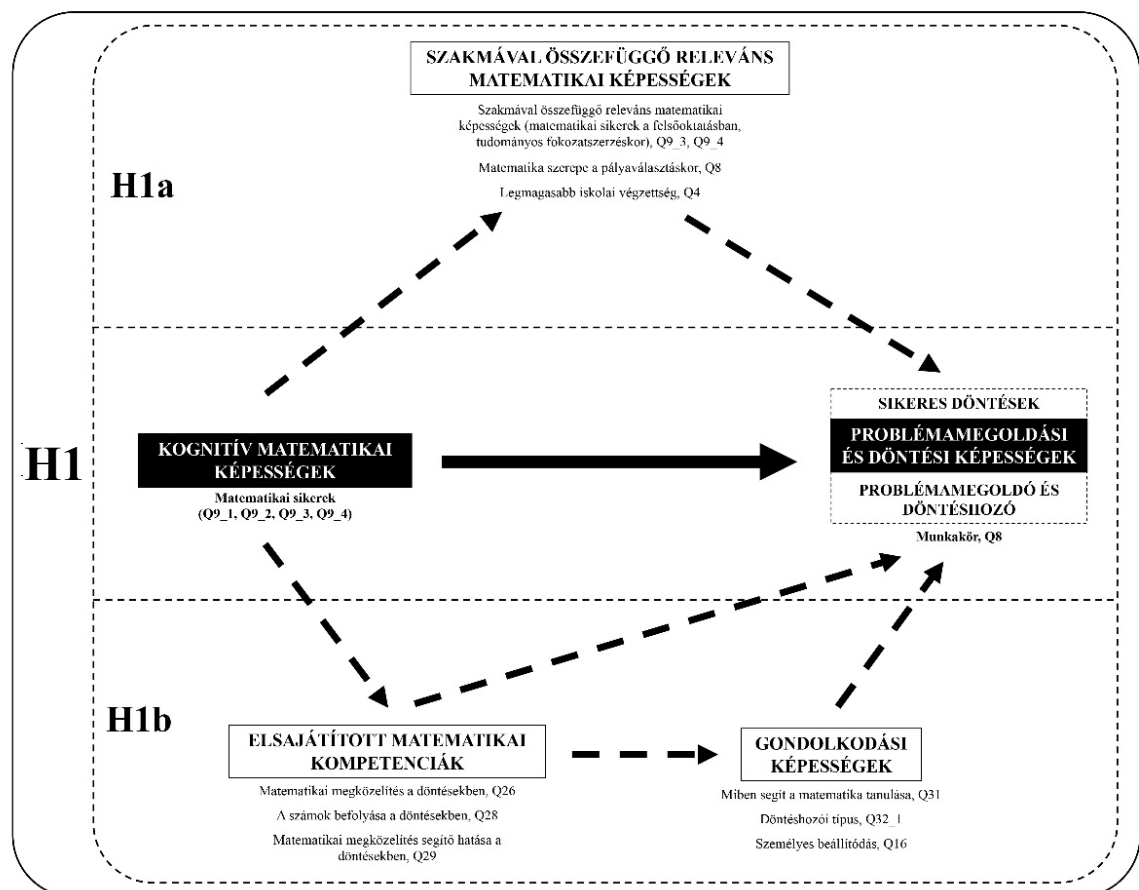 SZAKMÁVAL ÖSSZEFÜGGŐ RELEVÁNS
MATEMATIKAI KÉPESSÉGEK
Szakmával összefüggő releváns matematikai
képességek (matematikai sikerek a felsőoktatásban,
tudományos fokozatszerzéskor), Q9_3, Q9_4
Matematika szerepe a pályaválasztáskor, Q8
Legmagasabb iskolai végzettség, Q4
H1a
H1
KOGNITÍV MATEMATIKAI
KÉPESSÉGEK
Matematikai sikerek
(Q9_1, Q9_2, Q9_3, Q9_4)
SIKERES DÖNTÉSEK
PROBLÉMAMEGOLDÁSI
ÉS DÖNTÉSI KÉPESSÉGEK
PROBLÉMAMEGOLDÓ ÉS
DÖNTÉSHOZÓ
Munkakör, Q8
H1b
ELSAJÁTÍTOTT MATEMATIKAI
KOMPETENCIÁK
Matematikai megközelítés a döntésekben, Q26
A számok befolyása a döntésekben, Q28
Matematikai megközelítés segítő hatása a
döntésekben, Q29
GONDOLKODÁSI
KÉPESSÉGEK
Miben segít a matematika tanulása, Q31
Döntéshozói típus, Q32_1
Személyes beállítódás, Q16